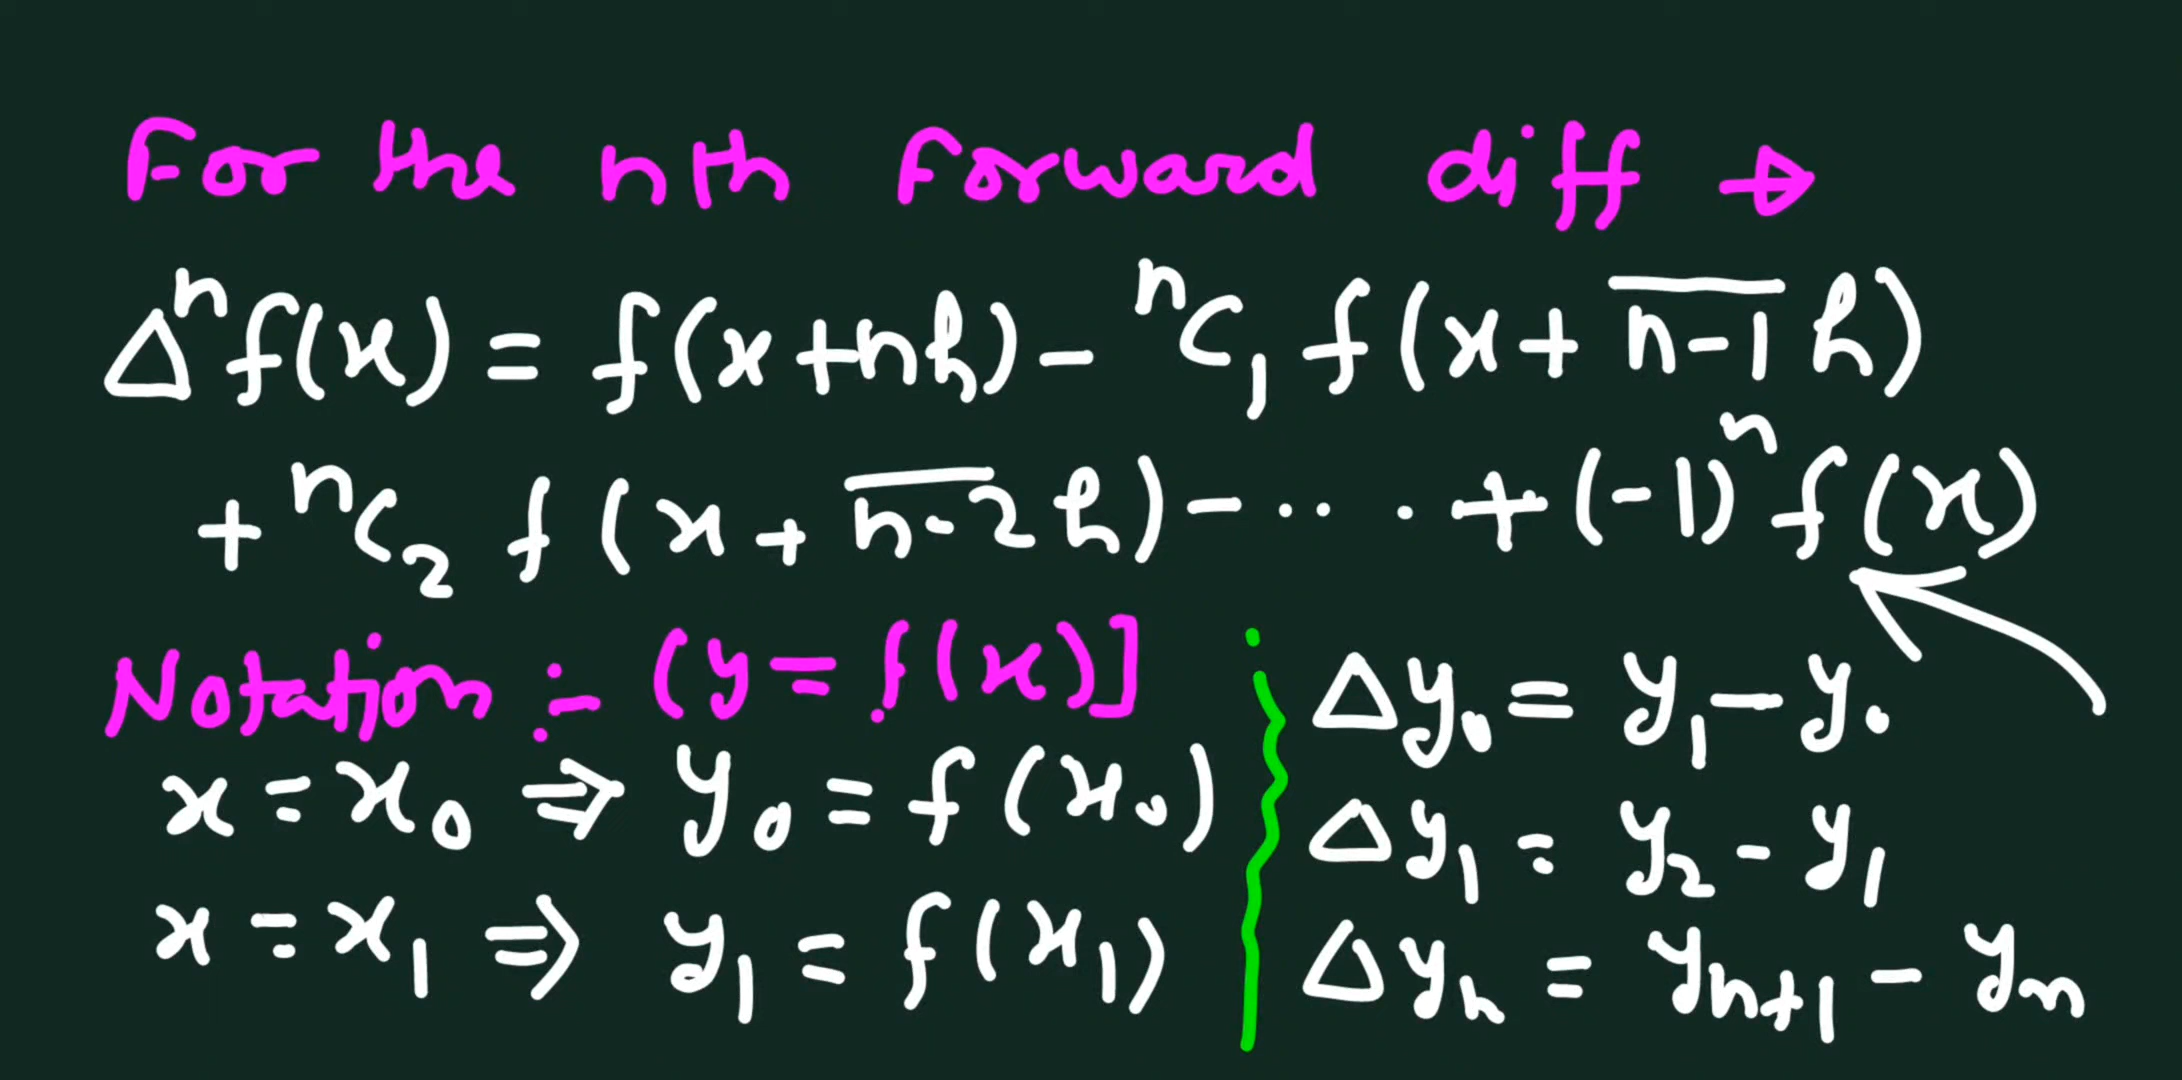 For the nth forward diff →
Δⁿf(x) = f(x+nh) - ⁿC₁ f(x + n-1 h)
+ ⁿC₂ f(x + n-2 h) - ... . + (-1)ⁿ f(x)
Notation :- (y = f(x)]
x = x₀ ⇒ y₀ = f(x₀)
x = x₁ ⇒ y₁ = f(x₁)
Δy₀ = y₁ - y₀
Δy₁ = y₂ - y₁
Δyₙ = yₙ₊₁ - yₙ